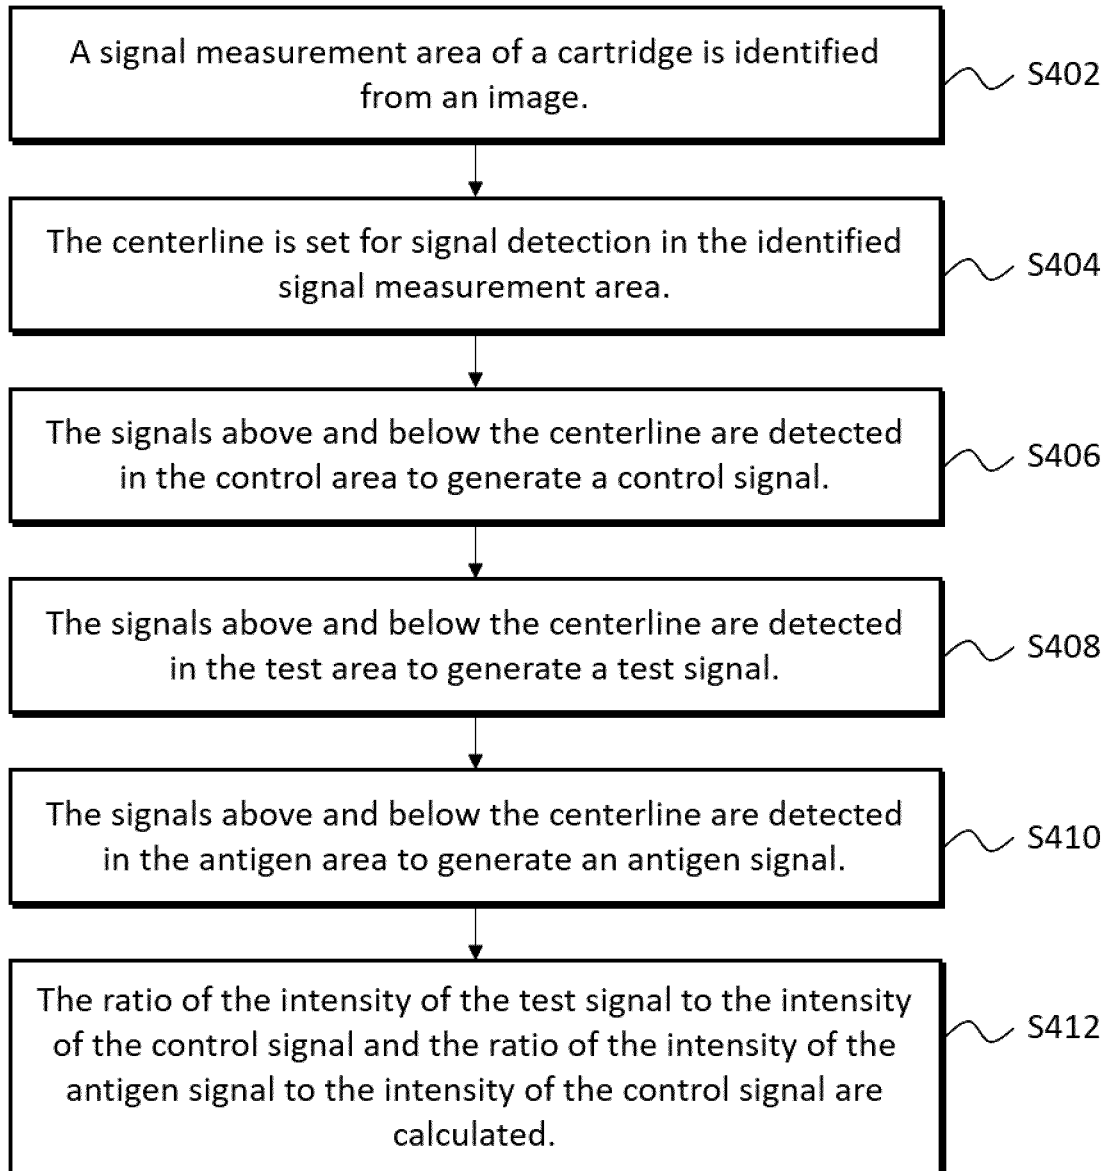 A signal measurement area of a cartridge is identified
from an image.
S402
The centerline is set for signal detection in the identified
signal measurement area.
S404
The signals above and below the centerline are detected
in the control area to generate a control signal.
S406
The signals above and below the centerline are detected
in the test area to generate a test signal.
S408
The signals above and below the centerline are detected
in the antigen area to generate an antigen signal.
S410
The ratio of the intensity of the test signal to the intensity
of the control signal and the ratio of the intensity of the
antigen signal to the intensity of the control signal are
calculated.
S412